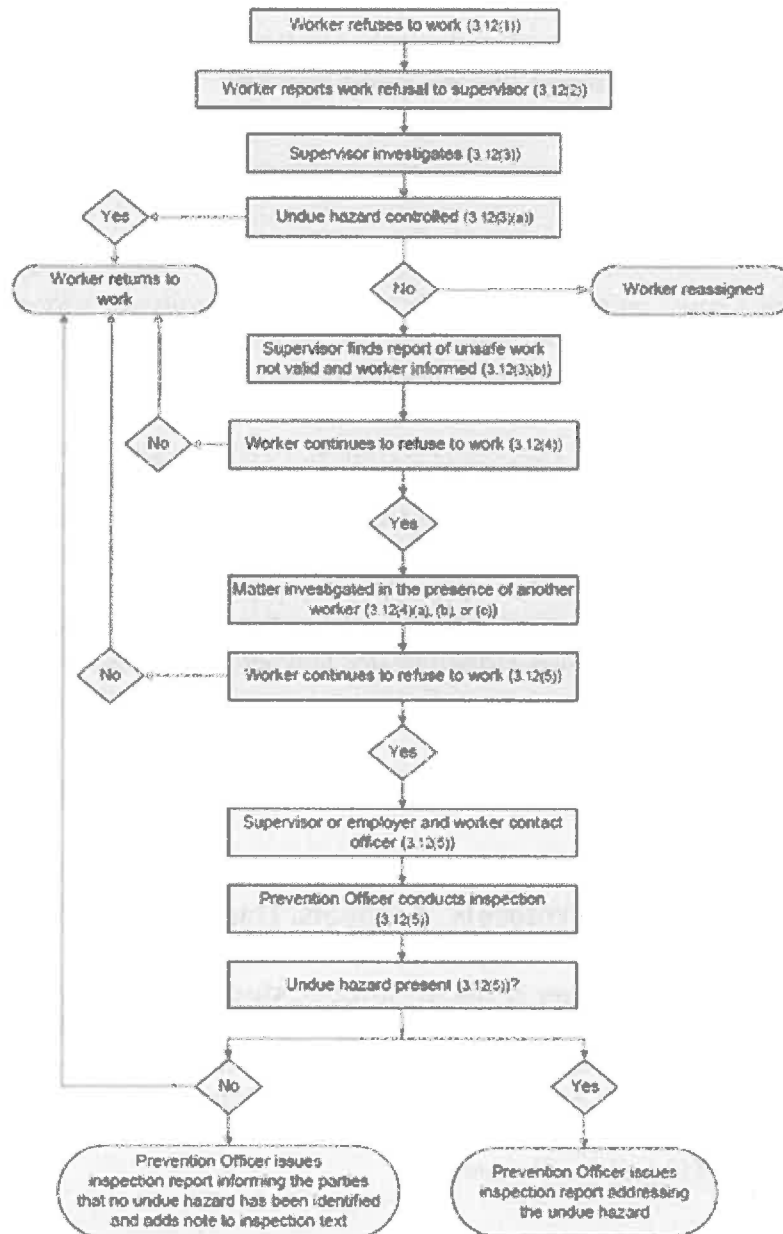 Worker refuses to work (3.12(1))
Worker reports work refusal to supervisor (3.12(2))
Supervisor investigates (3.12(3))
Yes
Undue hazard controlled (3.12(3)(a))
Worker returns to
work
No
Worker reassigned
Supervisor finds report of unsafe work
not valid and worker informed (3.12(3)(b))
No
Worker continues to refuse to work (3.12(4))
Yes
Matter investigated in the presence of another
worker (3.12(4)(a), (b), or (c))
No
Worker continues to refuse to work (3.12(5))
Yes
Supervisor or employer and worker contact
officer (3.12(5))
Prevention Officer conducts inspection
(3.12(5))
Undue hazard present (3.12(5))?
No
Yes
Prevention Officer issues
inspection report informing the parties
that no undue hazard has been identified
and adds note to inspection text
Prevention Officer issues
inspection report addressing
the undue hazard